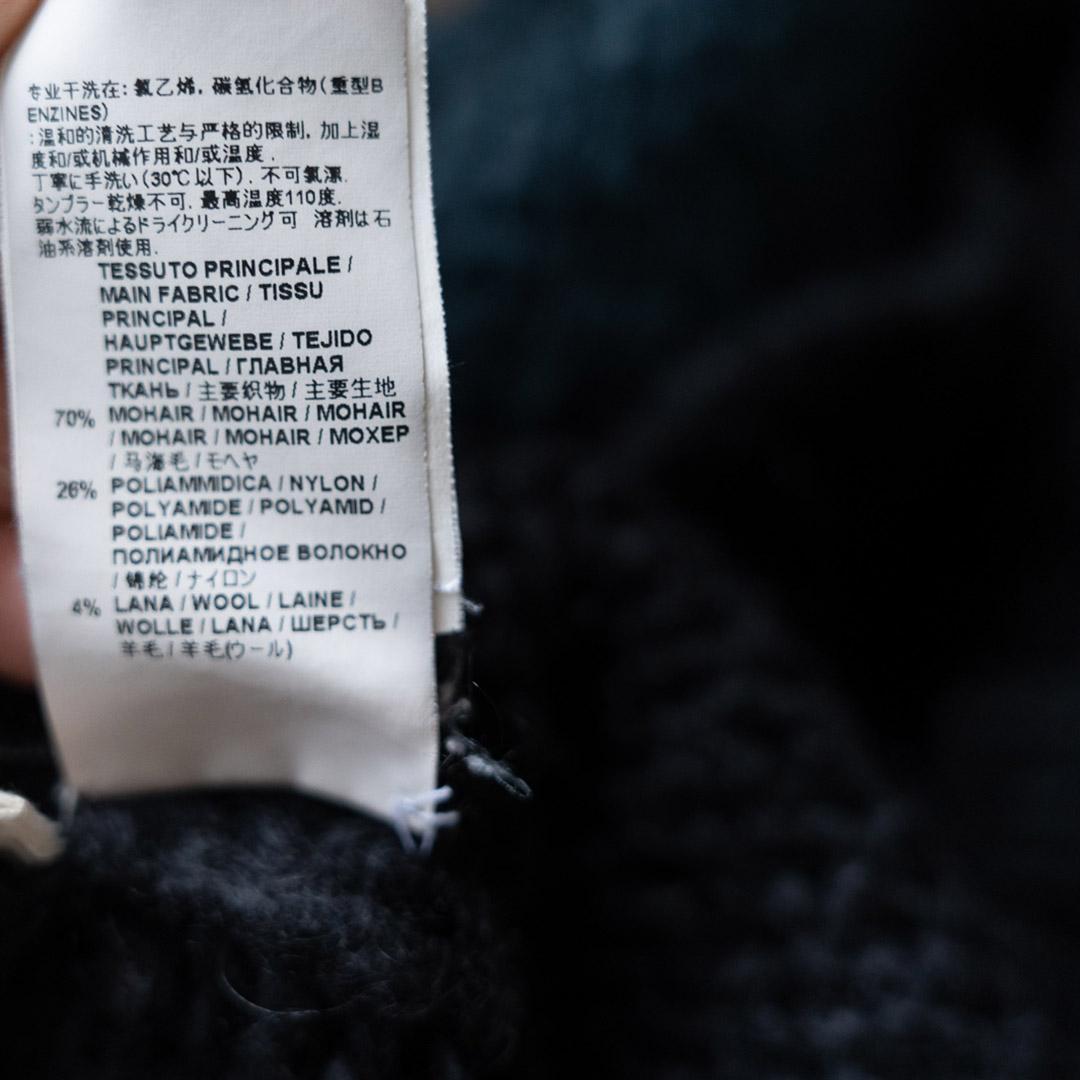 专业干洗在: 氯乙烯, 碳氢化合物(重型B
ENZINES)
:温和的清洗工艺与严格的限制, 加上湿
度和/或机械作用和/或温度.
丁寧に手洗い(30℃以下), 不可氯漂.
タンブラー乾燥不可. 最高温度110度.
弱水流によるドライクリーニング可 溶剤は石
油系溶剤使用.
TESSUTO PRINCIPALE /
MAIN FABRIC / TISSU
PRINCIPAL /
HAUPTGEWEBE / TEJIDO
PRINCIPAL / ГЛАВНАЯ
ТКАНЬ / 主要织物 / 主要生地
70% MOHAIR / MOHAIR / MOHAIR
/ MOHAIR / MOHAIR / МОХЕР
/ 马海毛 / モヘヤ
26% POLIAMMIDICA / NYLON /
POLYAMIDE / POLYAMID /
POLIAMIDE /
ПОЛИАМИДНОЕ ВОЛОКНО
/ 锦纶 / ナイロン
4% LANA / WOOL / LAINE /
WOLLE / LANA / ШЕРСТЬ /
羊毛 / 羊毛(ウール)